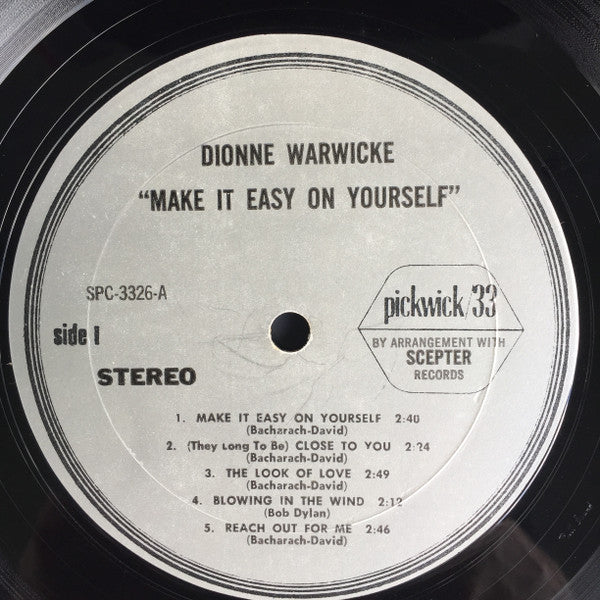 DIONNE WARWICKE
"MAKE IT EASY ON YOURSELF"
SPC-3326-A
side I
STEREO
pickwick/33
BY ARRANGEMENT WITH
SCEPTER
RECORDS
1. MAKE IT EASY ON YOURSELF 2:40
(Bacharach-David)
2. (They Long To Be) CLOSE TO YOU 2:24
(Bacharach-David)
3. THE LOOK OF LOVE 2:49
(Bacharach-David)
4. BLOWING IN THE WIND 2:12
(Bob Dylan)
5. REACH OUT FOR ME 2:46
(Bacharach-David)